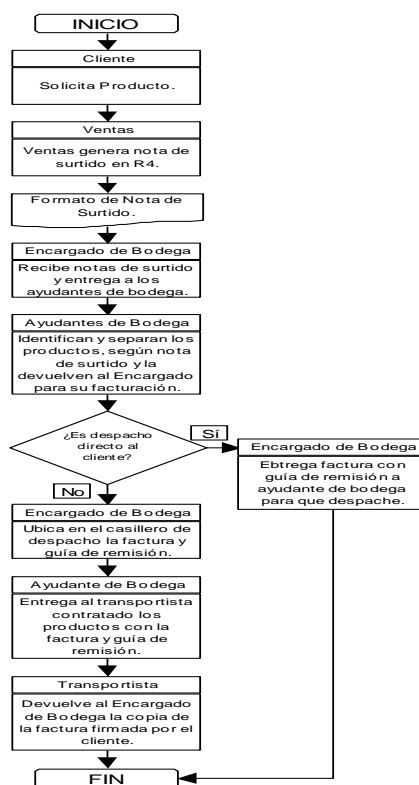 INICIO
Cliente
Solicita Producto.
Ventas
Ventas genera nota de
surtido en R4.
Formato de Nota de
Surtido.
Encargado de Bodega
Recibe notas de surtido
y entrega a los
ayudantes de bodega.
Ayudantes de Bodega
Identifican y separan los
productos, según nota
de surtido y la
devuelven al Encargado
para su facturación.
¿Es despacho
directo al
cliente?
Sí
Encargado de Bodega
Ebtrega factura con
guía de remisión a
ayudante de bodega
para que despache.
No
Encargado de Bodega
Ubica en el casillero de
despacho la factura y
guía de remisión.
Ayudante de Bodega
Entrega al transportista
contratado los
productos con la
factura y guía de
remisión.
Transportista
Devuelve al Encargado
de Bodega la copia de
la factura firmada por el
cliente.
FIN